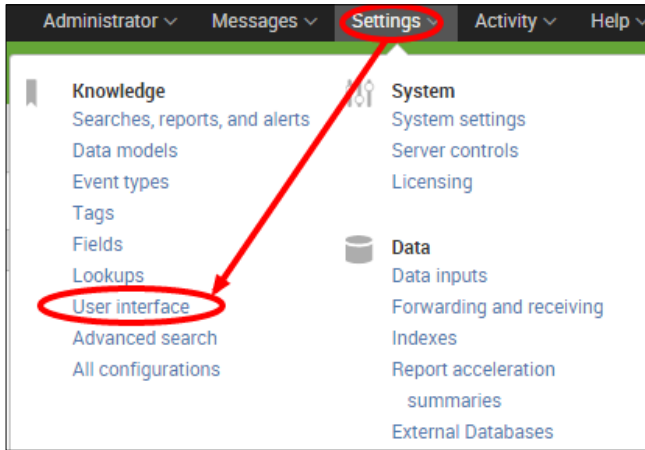 Administrator Messages Settings Activity Help
Knowledge
Searches, reports, and alerts
Data models
Event types
Tags
Fields
Lookups
User interface
Advanced search
All configurations
System
System settings
Server controls
Licensing
Data
Data inputs
Forwarding and receiving
Indexes
Report acceleration
summaries
External Databases